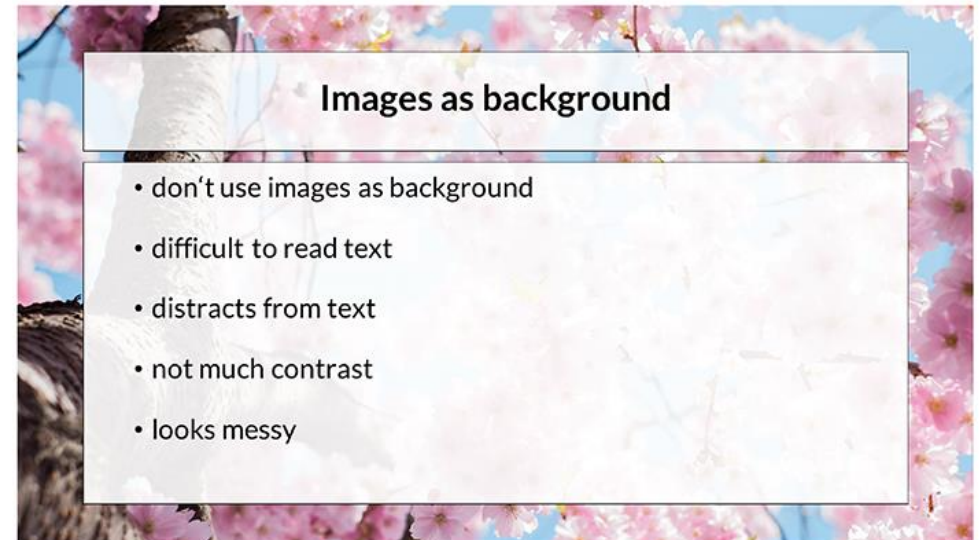 Images as background
• don‘t use images as background
• difficult to read text
• distracts from text
• not much contrast
• looks messy